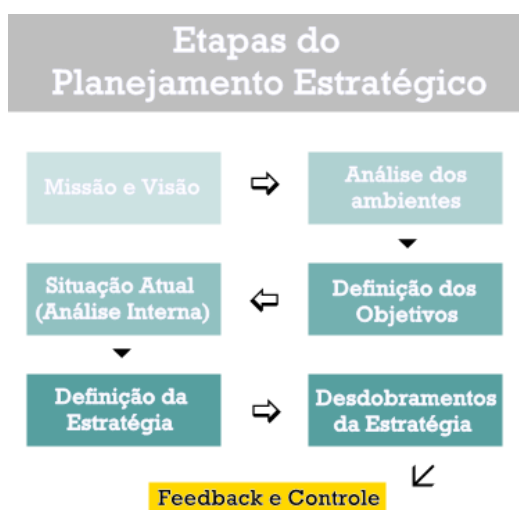 Etapas do
Planejamento Estratégico
Missão e Visão
Análise dos
ambientes
Situação Atual
(Análise Interna)
Definição dos
Objetivos
Definição da
Estratégia
Desdobramentos
da Estratégia
Feedback e Controle